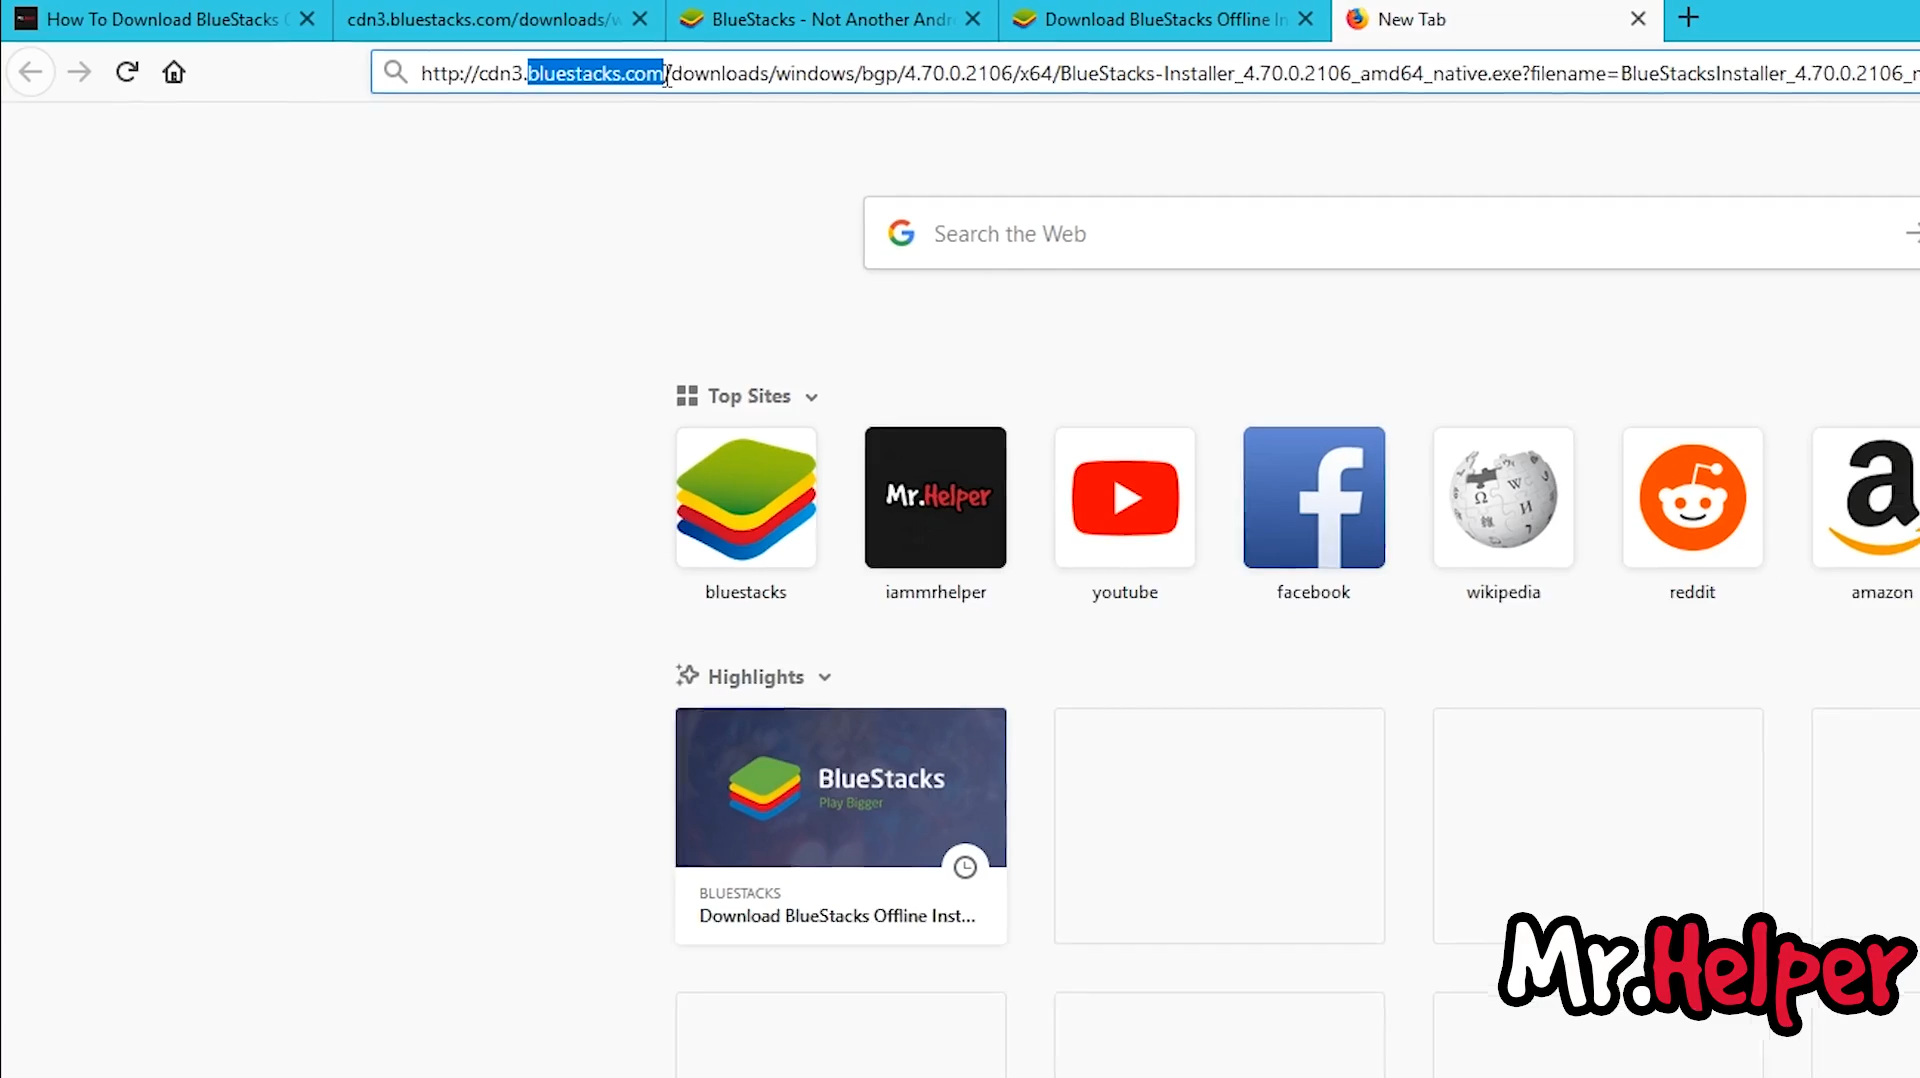 How To Download BlueStacks
cdn3.bluestacks.com/downloads/w
BlueStacks - Not Another Andr
Download BlueStacks Offline In
New Tab
http://cdn3.bluestacks.com/downloads/windows/bgp/4.70.0.2106/x64/BlueStacks-Installer_4.70.0.2106_amd64_native.exe?filename=BlueStacksInstaller_4.70.0.2106_n
Search the Web
Top Sites
Mr.Helper
a
bluestacks
iammrhelper
youtube
facebook
wikipedia
reddit
amazon
Highlights
BlueStacks
Play Bigger
BLUESTACKS
Download BlueStacks Offline Inst...
Mr.Helper